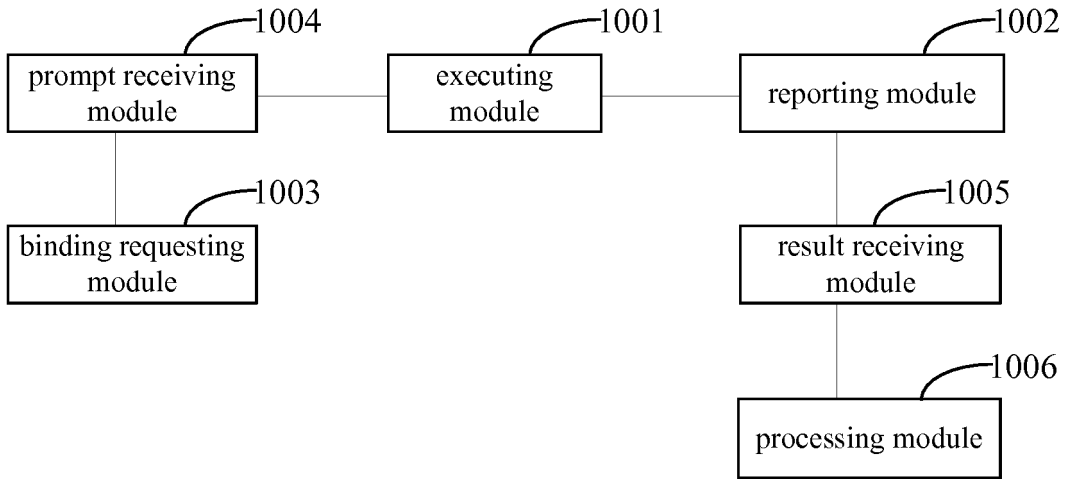 1004
1001
1002
prompt receiving
module
executing
module
reporting module
1003
1005
binding requesting
module
result receiving
module
1006
processing module